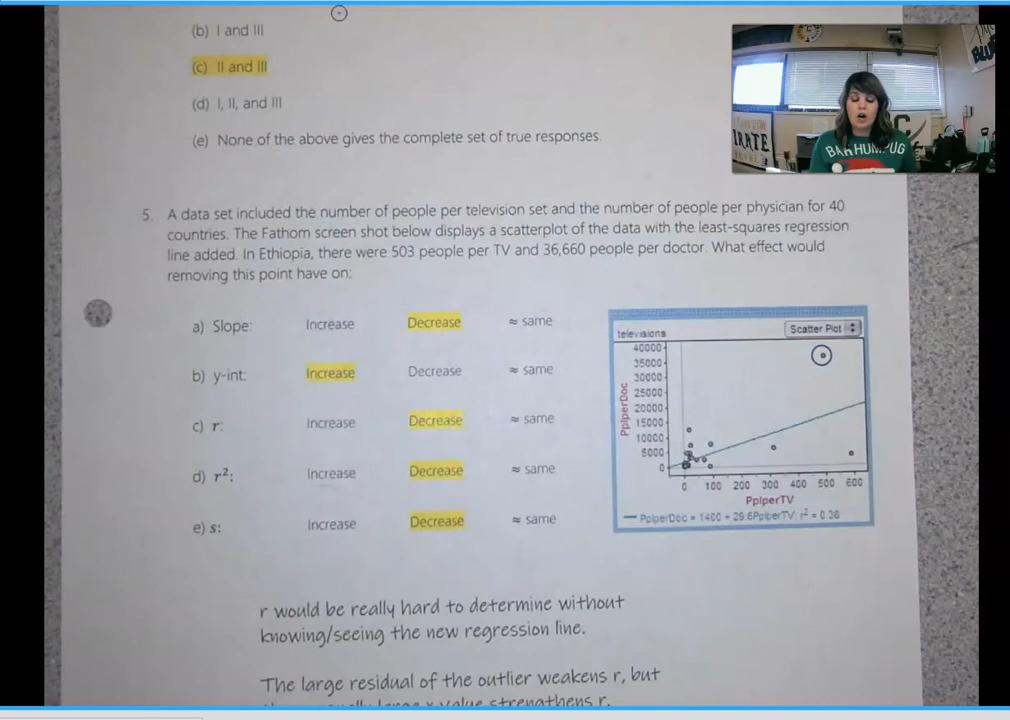 (b) I and III
(c) II and III
(d) I, II, and III
(e) None of the above gives the complete set of true responses.
BAH HUM PUG
5. A data set included the number of people per television set and the number of people per physician for 40
countries. The Fathom screen shot below displays a scatterplot of the data with the least-squares regression
line added. In Ethiopia, there were 503 people per TV and 36,660 people per doctor. What effect would
removing this point have on:
a) Slope: Increase Decrease ≈ same
b) y-int: Increase Decrease ≈ same
c) r: Increase Decrease ≈ same
d) r²: Increase Decrease ≈ same
e) s: Increase Decrease ≈ same
televisions Scatter Plot
40000
35000
30000
25000
20000
15000
10000
5000
0
PplperDoc
0 100 200 300 400 500 600
PplperTV
PplperDoc = 1400 + 29.6PplperTV; r² = 0.38
r would be really hard to determine without
knowing/seeing the new regression line.
The large residual of the outlier weakens r, but
x value strengthens r.